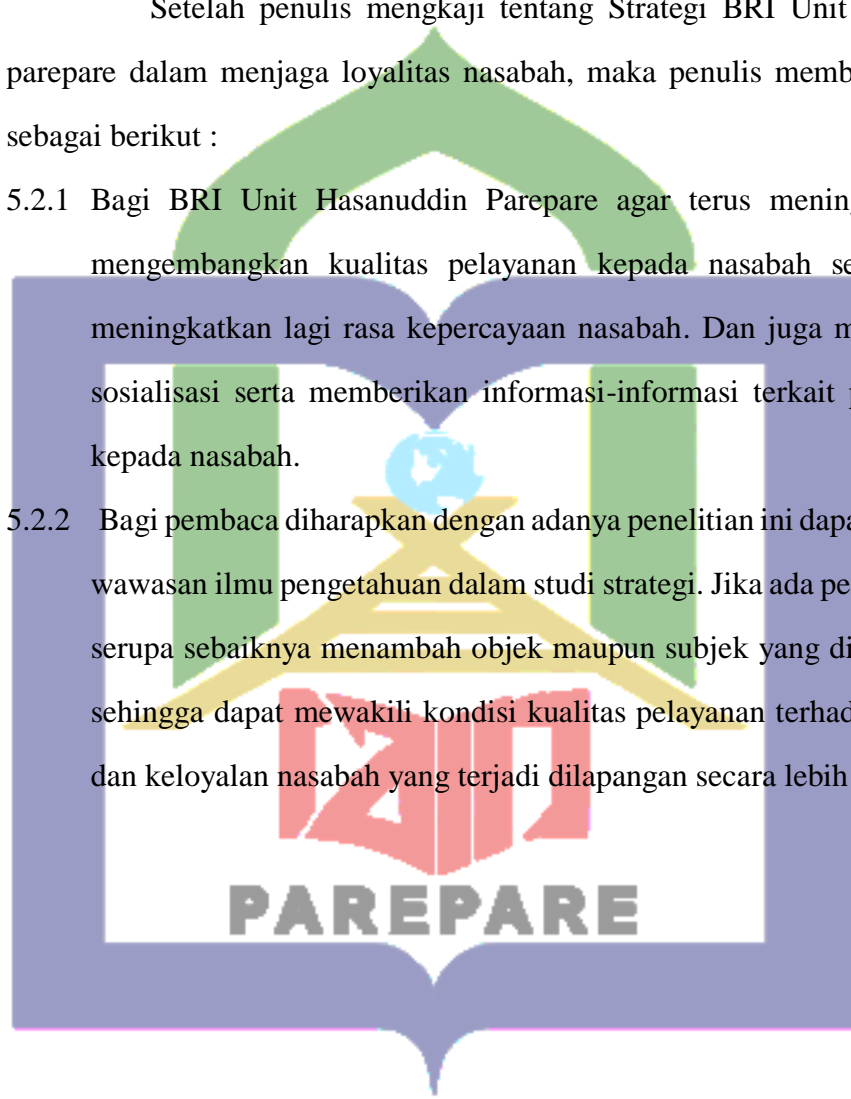 Setelah penulis mengkaji tentang Strategi BRI Unit
parepare dalam menjaga loyalitas nasabah, maka penulis memb
sebagai berikut :
5.2.1 Bagi BRI Unit Hasanuddin Parepare agar terus mening
mengembangkan kualitas pelayanan kepada nasabah se
meningkatkan lagi rasa kepercayaan nasabah. Dan juga m
sosialisasi serta memberikan informasi-informasi terkait p
kepada nasabah.
5.2.2 Bagi pembaca diharapkan dengan adanya penelitian ini dapa
wawasan ilmu pengetahuan dalam studi strategi. Jika ada pe
serupa sebaiknya menambah objek maupun subjek yang di
sehingga dapat mewakili kondisi kualitas pelayanan terhad
dan keloyalan nasabah yang terjadi dilapangan secara lebih
iain
PAREPARE